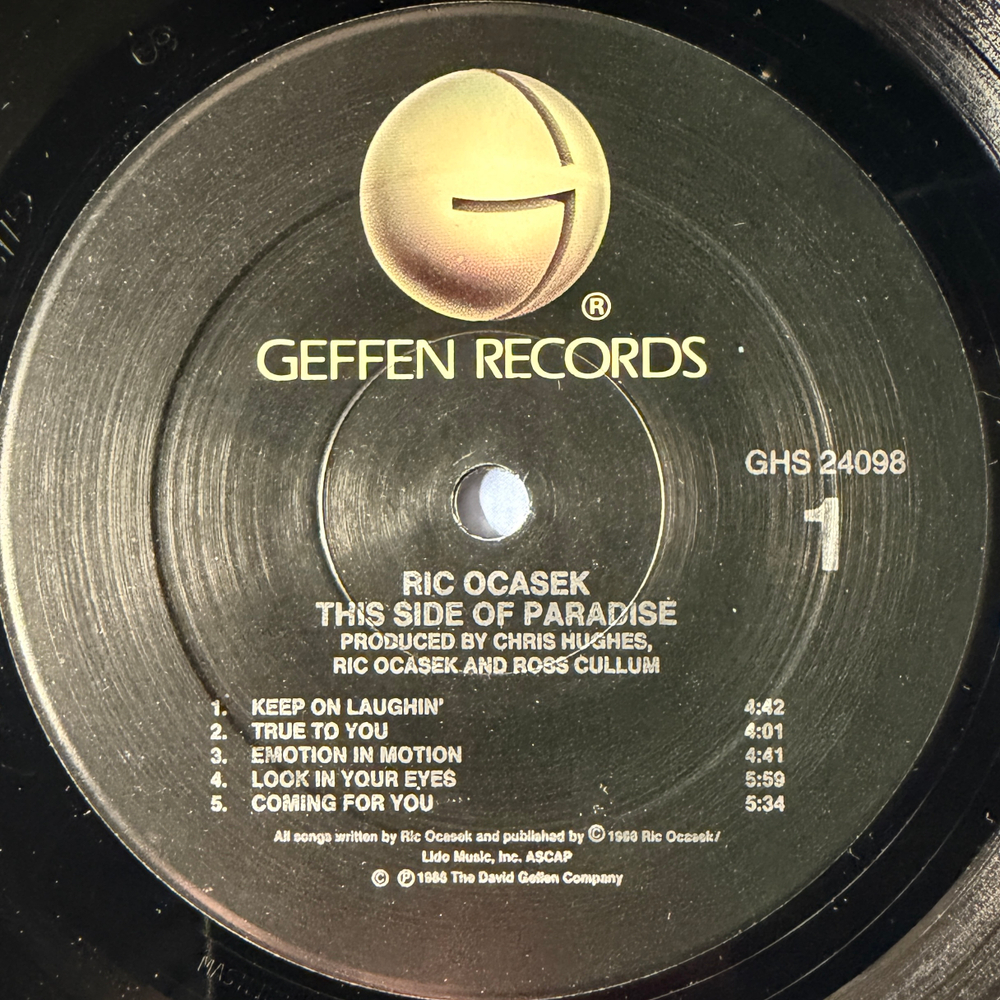 ®
GEFFEN RECORDS
GHS 24098
1
RIC OCASEK
THIS SIDE OF PARADISE
PRODUCED BY CHRIS HUGHES,
RIC OCASEK AND ROSS CULLUM
1. KEEP ON LAUGHIN' 4:42
2. TRUE TO YOU 4:01
3. EMOTION IN MOTION 4:41
4. LOOK IN YOUR EYES 5:59
5. COMING FOR YOU 5:34
All songs written by Ric Ocasek and published by © 1986 Ric Ocasek/
Lido Music, Inc. ASCAP
© ℗ 1986 The David Geffen Company